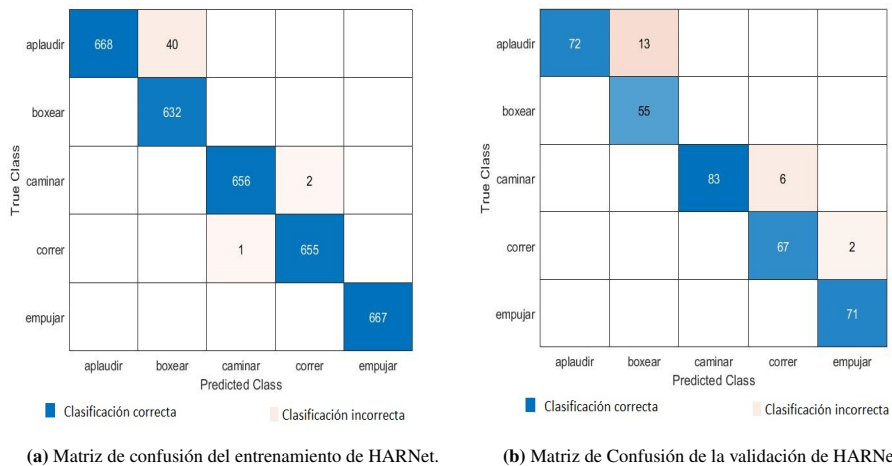 aplaudir 668 40
boxear 632
caminar 656 2
correr 1 655
empujar 667
True Class
aplaudir boxear caminar correr empujar
Predicted Class
Clasificación correcta Clasificación incorrecta
(a) Matriz de confusión del entrenamiento de HARNet.
aplaudir 72 13
boxear 55
caminar 83 6
correr 67 2
empujar 71
True Class
aplaudir boxear caminar correr empujar
Predicted Class
Clasificación correcta Clasificación incorrecta
(b) Matriz de Confusión de la validación de HARNe